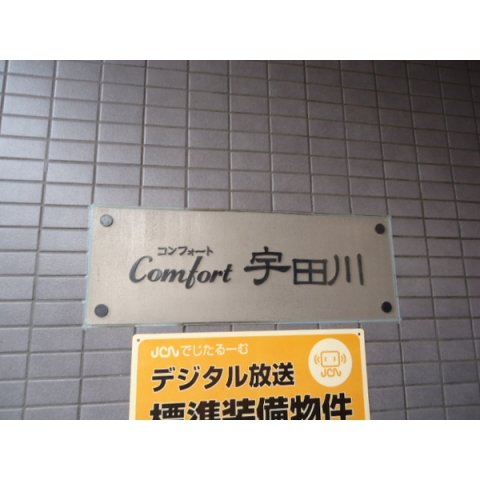 コンフォート
Comfort 宇田川
JCNでじたるーむ
JCN
デジタル放送
標準装備物件